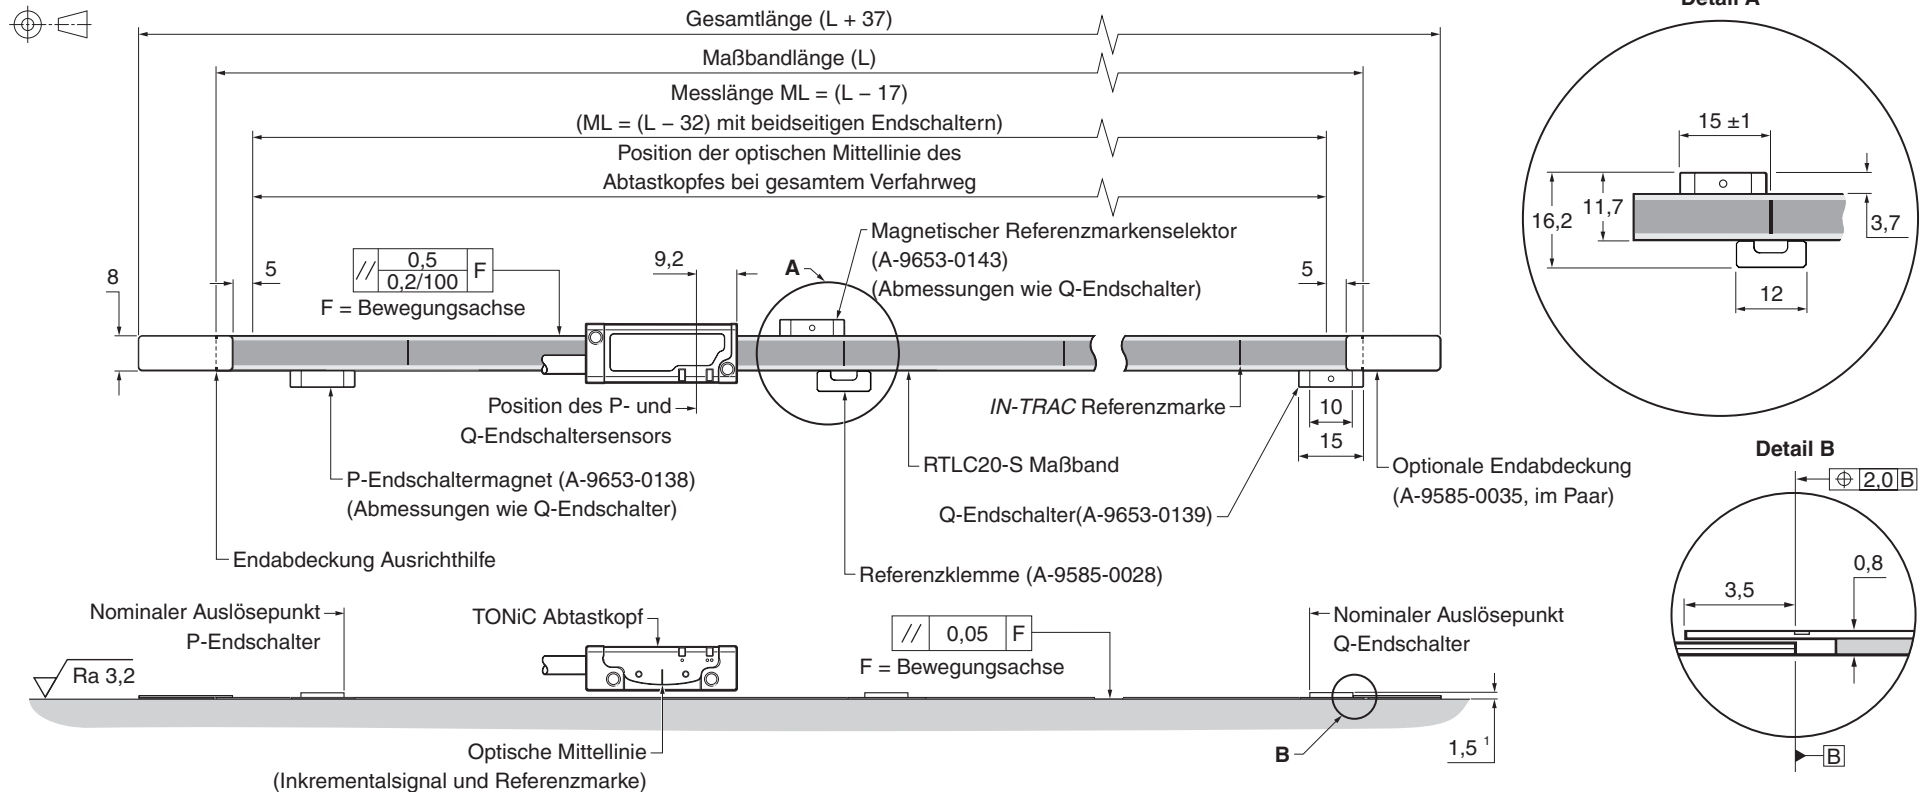 Detail A
Gesamtlänge (L + 37)
Maßbandlänge (L)
Messlänge ML = (L − 17)
(ML = (L − 32) mit beidseitigen Endschaltern)
Position der optischen Mittellinie des
Abtastkopfes bei gesamtem Verfahrweg
15 ±1
16,2
11,7
3,7
12
8
5
// 0,5 F
0,2/100
F = Bewegungsachse
9,2
A
Magnetischer Referenzmarkenselektor
(A-9653-0143)
(Abmessungen wie Q-Endschalter)
5
Position des P- und
Q-Endschaltersensors
IN-TRAC Referenzmarke
10
15
P-Endschaltermagnet (A-9653-0138)
(Abmessungen wie Q-Endschalter)
RTLC20-S Maßband
Optionale Endabdeckung
(A-9585-0035, im Paar)
Q-Endschalter(A-9653-0139)
Endabdeckung Ausrichthilfe
Referenzklemme (A-9585-0028)
Detail B
2,0 B
0,8
3,5
B
Nominaler Auslösepunkt
P-Endschalter
TONiC Abtastkopf
// 0,05 F
F = Bewegungsachse
Nominaler Auslösepunkt
Q-Endschalter
Ra 3,2
Optische Mittellinie
(Inkrementalsignal und Referenzmarke)
B
1,5 ¹